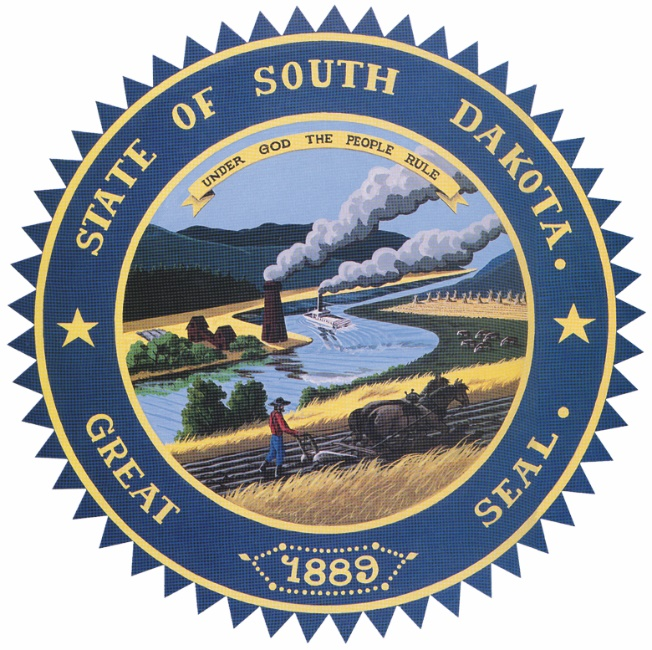 STATE OF SOUTH DAKOTA.
UNDER GOD THE PEOPLE RULE
GREAT SEAL.
1889